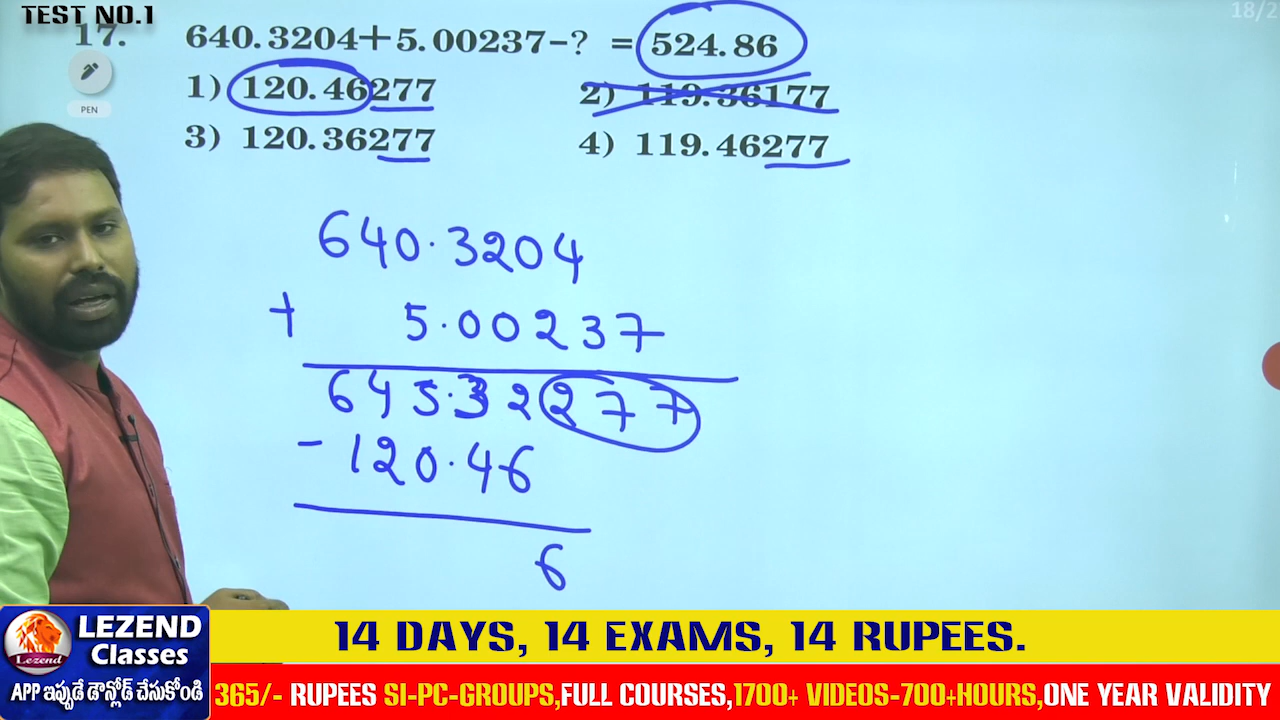 TEST NO.1
18/2
17. 640.3204+5.00237-? = 524.86
PEN
1) 120.46277 2) 119.36177
3) 120.36277 4) 119.46277
640.3204
+ 5.00237
645.32277
- 120.46
6
LEZEND
Classes
Lezend
APP ఇప్పుడే డౌన్లోడ్ చేసుకోండి
14 DAYS, 14 EXAMS, 14 RUPEES.
365/- RUPEES SI-PC-GROUPS,FULL COURSES,1700+ VIDEOS-700+HOURS,ONE YEAR VALIDITY